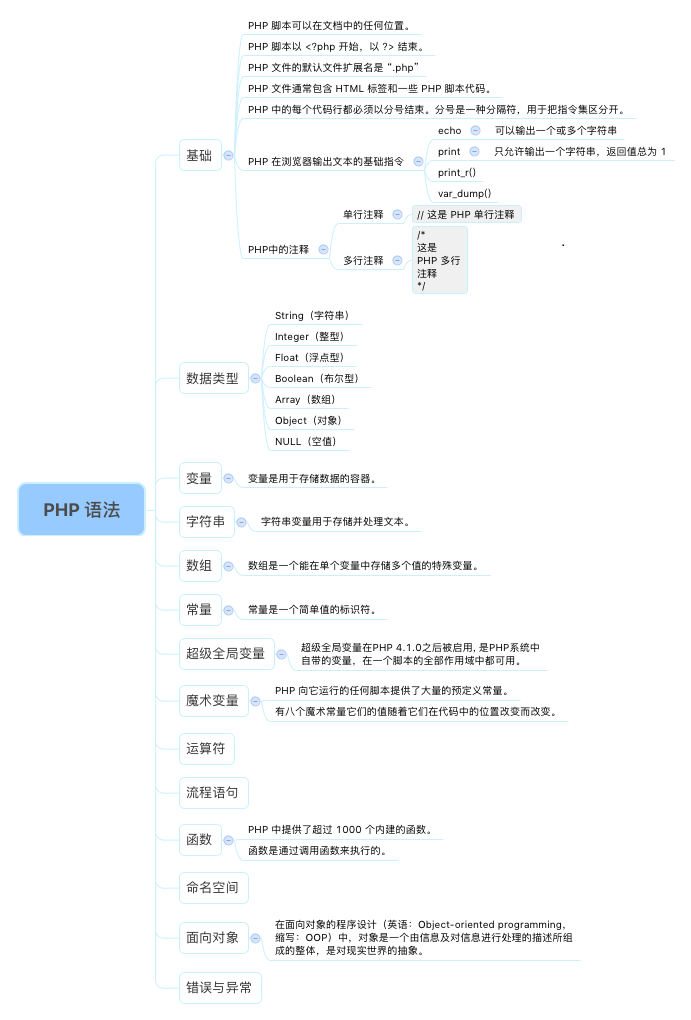 PHP 语法
基础
PHP 脚本可以在文档中的任何位置。
PHP 脚本以 <?php 开始，以 ?> 结束。
PHP 文件的默认文件扩展名是 “.php”
PHP 文件通常包含 HTML 标签和一些 PHP 脚本代码。
PHP 中的每个代码行都必须以分号结束。分号是一种分隔符，用于把指令集区分开。
PHP 在浏览器输出文本的基础指令
echo
可以输出一个或多个字符串
print
只允许输出一个字符串，返回值总为 1
print_r()
var_dump()
PHP中的注释
单行注释
// 这是 PHP 单行注释
多行注释
/*
这是
PHP 多行
注释
*/
数据类型
String（字符串）
Integer（整型）
Float（浮点型）
Boolean（布尔型）
Array（数组）
Object（对象）
NULL（空值）
变量
变量是用于存储数据的容器。
字符串
字符串变量用于存储并处理文本。
数组
数组是一个能在单个变量中存储多个值的特殊变量。
常量
常量是一个简单值的标识符。
超级全局变量
超级全局变量在PHP 4.1.0之后被启用, 是PHP系统中
自带的变量，在一个脚本的全部作用域中都可用。
魔术变量
PHP 向它运行的任何脚本提供了大量的预定义常量。
有八个魔术常量它们的值随着它们在代码中的位置改变而改变。
运算符
流程语句
函数
PHP 中提供了超过 1000 个内建的函数。
函数是通过调用函数来执行的。
命名空间
面向对象
在面向对象的程序设计（英语：Object-oriented programming，
缩写：OOP）中，对象是一个由信息及对信息进行处理的描述所组
成的整体，是对现实世界的抽象。
错误与异常